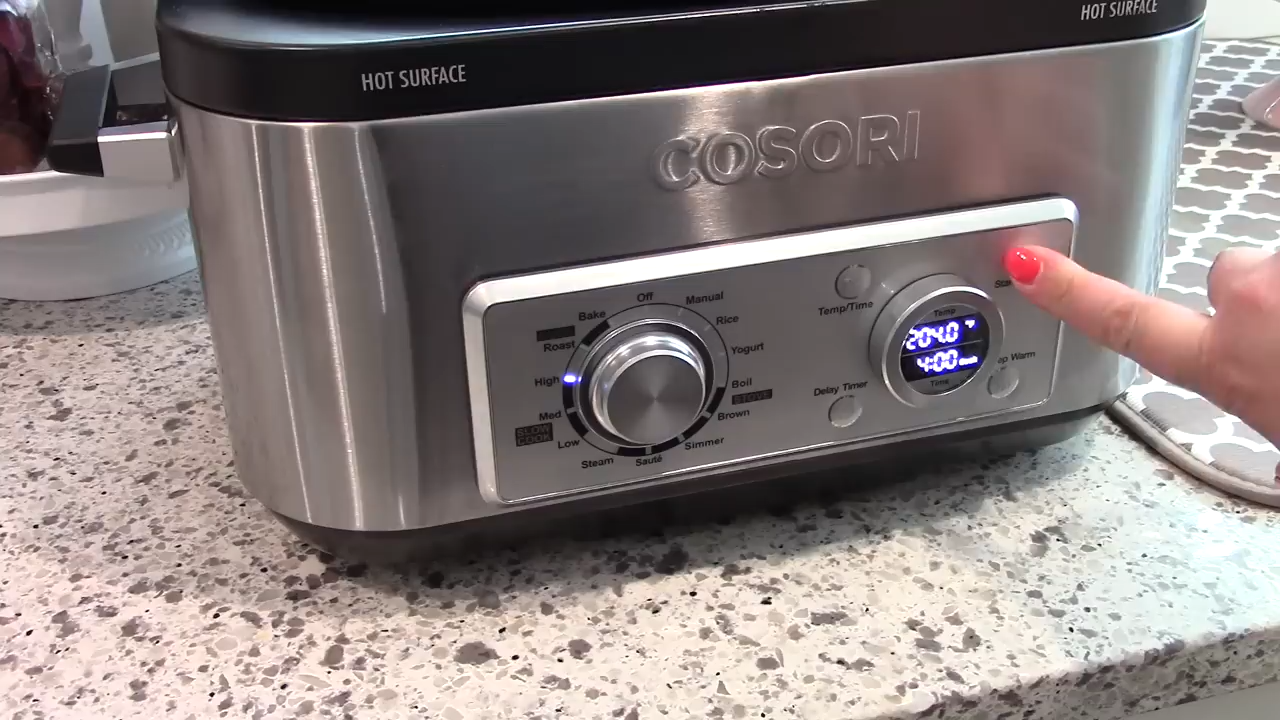 HOT SURFACE
HOT SURFACE
COSORI
Off
Manual
Bake
Rice
Roast
Yogurt
High
Boil
STOVE
Med
Brown
SLOW COOK
Low
Simmer
Steam
Sauté
Temp/Time
Delay Timer
Temp
204.0 °F
4:00
Time
Warm